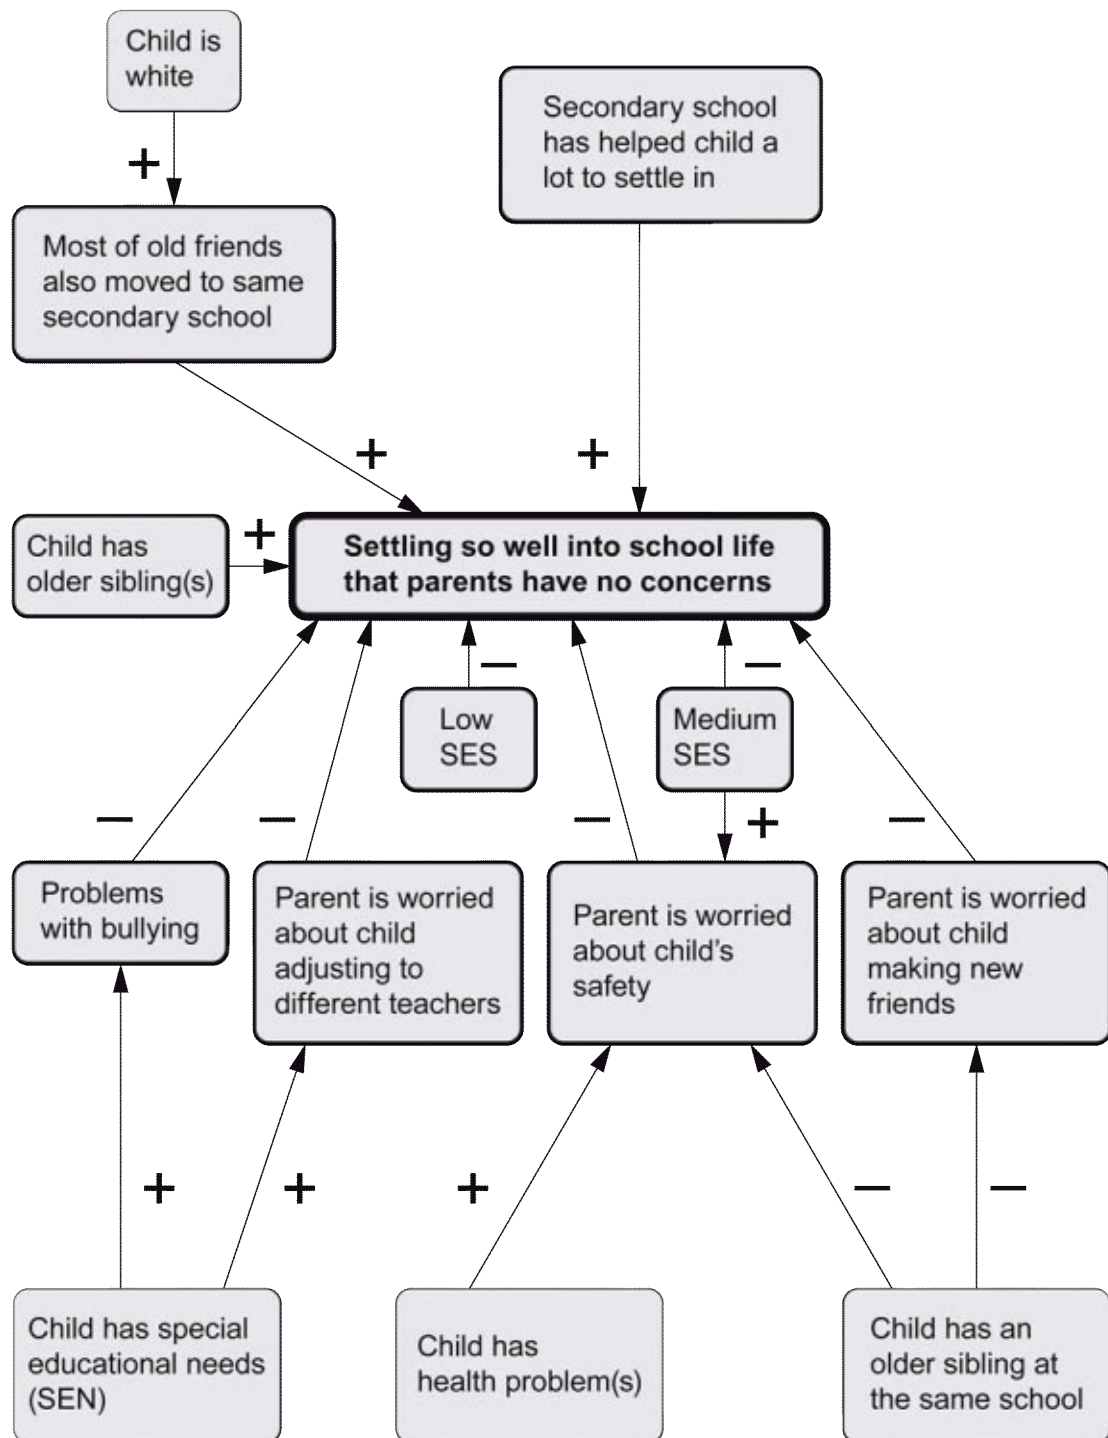 Child is
white
Secondary school
has helped child a
lot to settle in
+
Most of old friends
also moved to same
secondary school
+
+
Child has
older sibling(s)
+
Settling so well into school life
that parents have no concerns
–
–
Low
SES
Medium
SES
–
–
–
+
–
Problems
with bullying
Parent is worried
about child
adjusting to
different teachers
Parent is worried
about child’s
safety
Parent is worried
about child
making new
friends
+
+
+
–
–
Child has special
educational needs
(SEN)
Child has
health problem(s)
Child has an
older sibling at
the same school